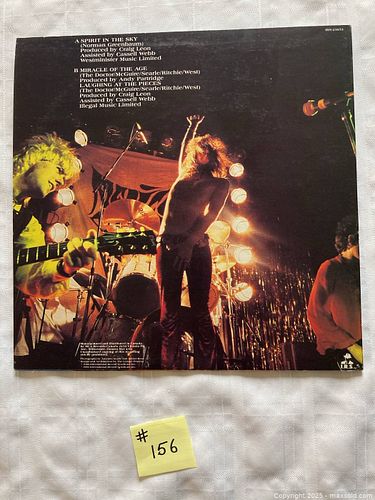 A SPIRIT IN THE SKY
(Norman Greenbaum)
Produced by Craig Leon
Assisted by Cassell Webb
Westminister Music Limited
B MIRACLE OF THE AGE
(The Doctor/McGuire/Searle/Ritchie/West)
Produced by Andy Partridge
LAUGHING AT THE PIECES
(The Doctor/McGuire/Searle/Ritchie/West)
Produced by Craig Leon
Assisted by Cassell Webb
Illegal Music Limited
I.R.S.
#
156
Copyright 2025 - maxsold.com